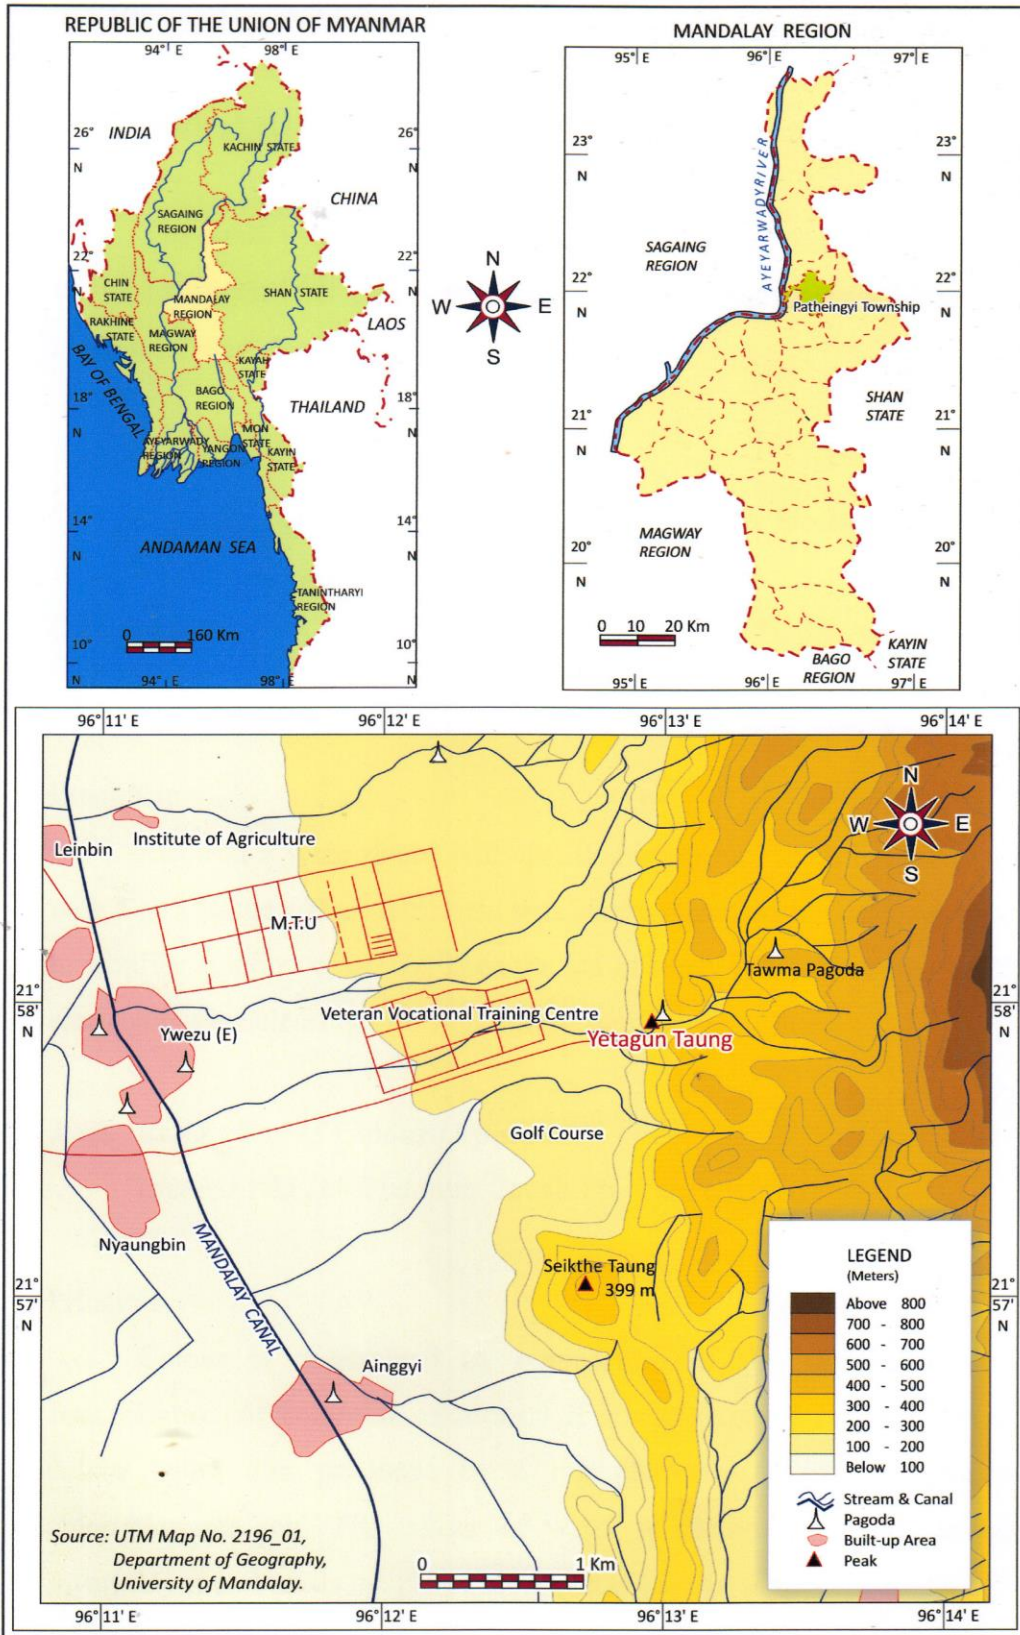 REPUBLIC OF THE UNION OF MYANMAR
94° E
98° E
26°
N
26°
N
INDIA
KACHIN STATE
CHINA
SAGAING
REGION
22°
N
22°
N
CHIN
STATE
MANDALAY
REGION
SHAN STATE
LAOS
RAKHINE
STATE
MAGWAY
REGION
KAYAH
STATE
BAY OF BENGAL
18°
N
18°
N
BAGO
REGION
THAILAND
MON
STATE
AYEYARWADY
REGION
YANGON
REGION
KAYIN
STATE
14°
N
14°
N
ANDAMAN SEA
TANINTHARYI
REGION
0 160 Km
10°
N
10°
N
94° E
98° E
N
W E
S
MANDALAY REGION
95° E
96° E
97° E
23°
N
23°
N
AYEYARWADYRIVER
SAGAING
REGION
22°
N
22°
N
Patheingyi Township
SHAN
STATE
21°
N
21°
N
MAGWAY
REGION
20°
N
20°
N
0 10 20 Km
BAGO
REGION
KAYIN
STATE
95° E
96° E
97° E
96° 11' E
96° 12' E
96° 13' E
96° 14' E
N
W E
S
Leinbin
Institute of Agriculture
M.T.U
Tawma Pagoda
21°
58'
N
21°
58'
N
Ywezu (E)
Veteran Vocational Training Centre
Yetagun Taung
Golf Course
Nyaungbin
MANDALAY CANAL
Seikthe Taung
399 m
21°
57'
N
21°
57'
N
Ainggyi
LEGEND
(Meters)
Above 800
700 - 800
600 - 700
500 - 600
400 - 500
300 - 400
200 - 300
100 - 200
Below 100
Stream & Canal
Pagoda
Built-up Area
Peak
Source: UTM Map No. 2196_01,
Department of Geography,
University of Mandalay.
0 1 Km
96° 11' E
96° 12' E
96° 13' E
96° 14' E